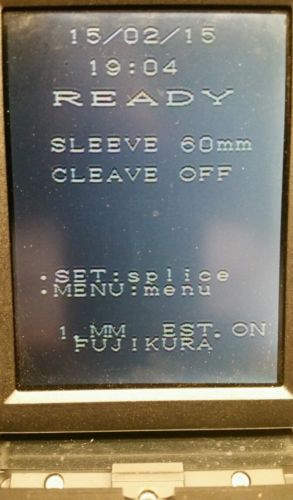 15/02/15
19:04
READY
SLEEVE 60mm
CLEAVE OFF
:SET:splice
:MENU:menu
1.MM EST.ON
FUJIKURA